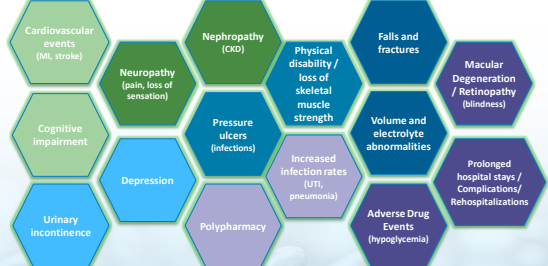 Cardiovascular
events
(MI, stroke)
Neuropathy
(pain, loss of
sensation)
Nephropathy
(CKD)
Physical
disability /
loss of
skeletal
muscle
strength
Falls and
fractures
Macular
Degeneration
/ Retinopathy
(blindness)
Cognitive
impairment
Depression
Pressure
ulcers
(infections)
Increased
infection rates
(UTI,
pneumonia)
Volume and
electrolyte
abnormalities
Prolonged
hospital stays /
Complications/
Rehospitalizations
Urinary
incontinence
Polypharmacy
Adverse Drug
Events
(hypoglycemia)